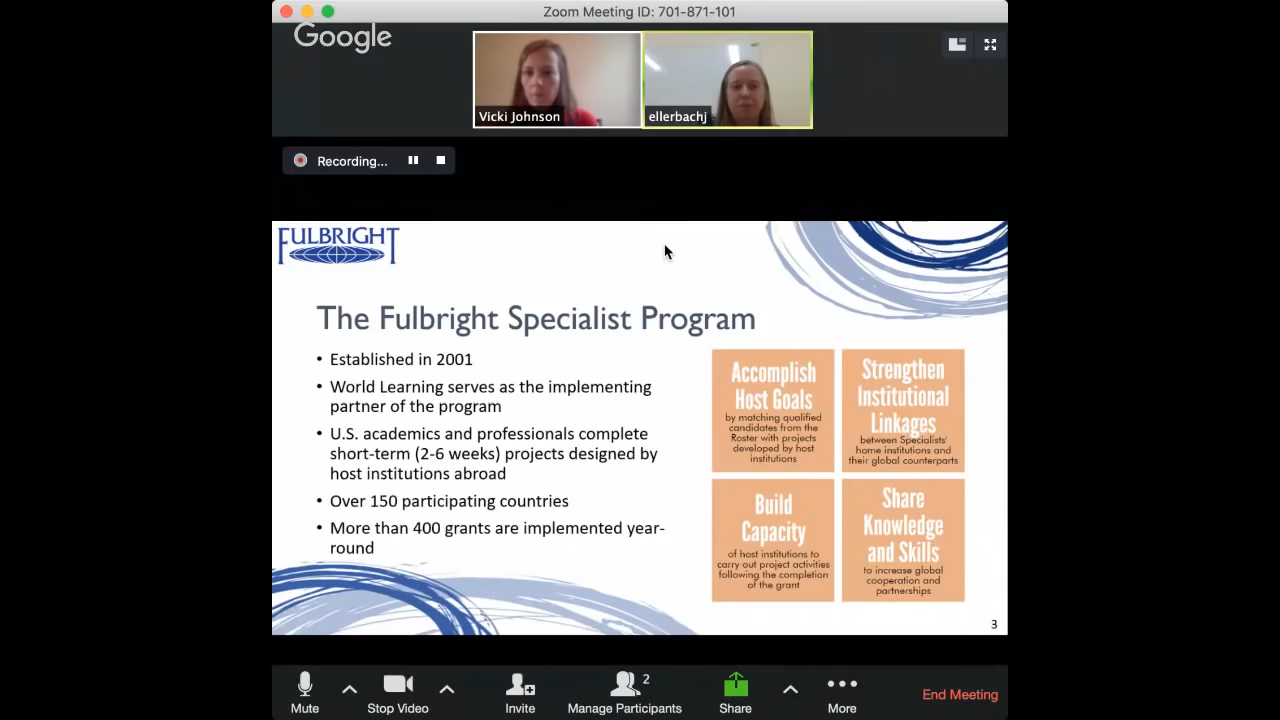 Zoom Meeting ID: 701-871-101
Google
Vicki Johnson
ellerbachj
Recording...
FULBRIGHT
The Fulbright Specialist Program
• Established in 2001
• World Learning serves as the implementing
partner of the program
• U.S. academics and professionals complete
short-term (2-6 weeks) projects designed by
host institutions abroad
• Over 150 participating countries
• More than 400 grants are implemented year-
round
Accomplish
Host Goals
by matching qualified
candidates from the
Roster with projects
developed by host
institutions
Strengthen
Institutional
Linkages
between Specialists'
home institutions and
their global counterparts
Build
Capacity
of host institutions to
carry out project activities
following the completion
of the grant
Share
Knowledge
and Skills
to increase global
cooperation and
partnerships
3
Mute
Stop Video
Invite
2
Manage Participants
Share
More
End Meeting